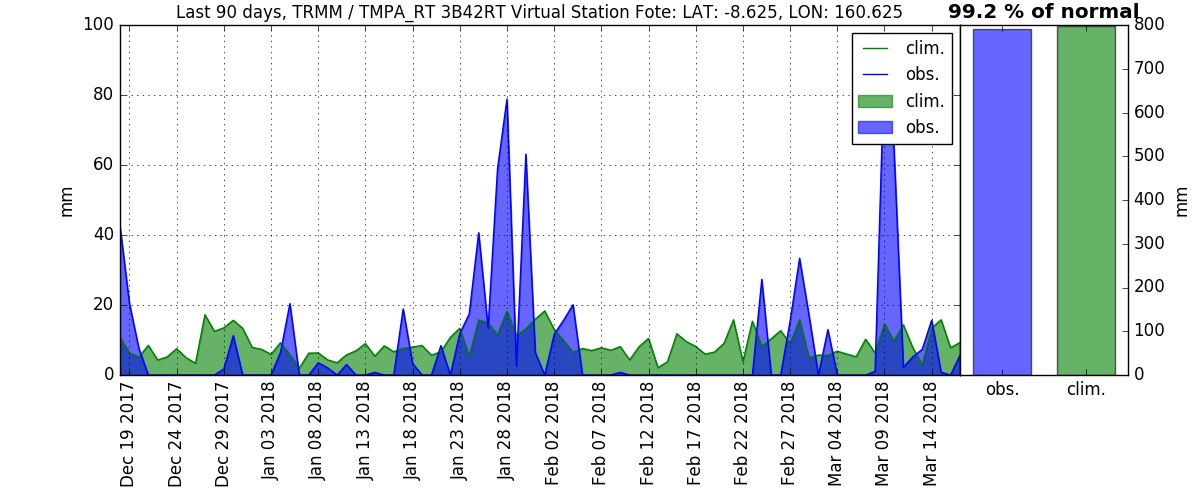 Last 90 days, TRMM / TMPA_RT 3B42RT Virtual Station Fote: LAT: -8.625, LON: 160.625
99.2 % of normal
100
80
60
40
20
0
mm
clim.
obs.
clim.
obs.
800
700
600
500
400
300
200
100
0
mm
obs.
clim.
Dec 19 2017
Dec 24 2017
Dec 29 2017
Jan 03 2018
Jan 08 2018
Jan 13 2018
Jan 18 2018
Jan 23 2018
Jan 28 2018
Feb 02 2018
Feb 07 2018
Feb 12 2018
Feb 17 2018
Feb 22 2018
Feb 27 2018
Mar 04 2018
Mar 09 2018
Mar 14 2018